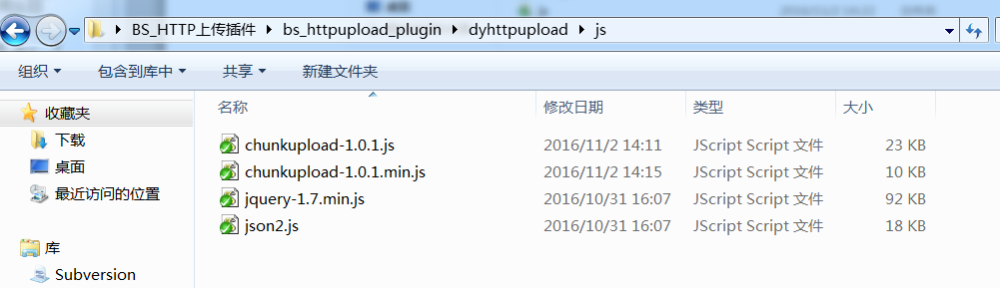 BS_HTTP上传插件 bs_httpupload_plugin dyhttpupload js
组织 包含到库中 共享 新建文件夹
名称 修改日期 类型 大小
收藏夹
下载
桌面
最近访问的位置
库
Subversion
chunkupload-1.0.1.js 2016/11/2 14:11 JScript Script 文件 23 KB
chunkupload-1.0.1.min.js 2016/11/2 14:15 JScript Script 文件 10 KB
jquery-1.7.min.js 2016/10/31 16:07 JScript Script 文件 92 KB
json2.js 2016/10/31 16:07 JScript Script 文件 18 KB